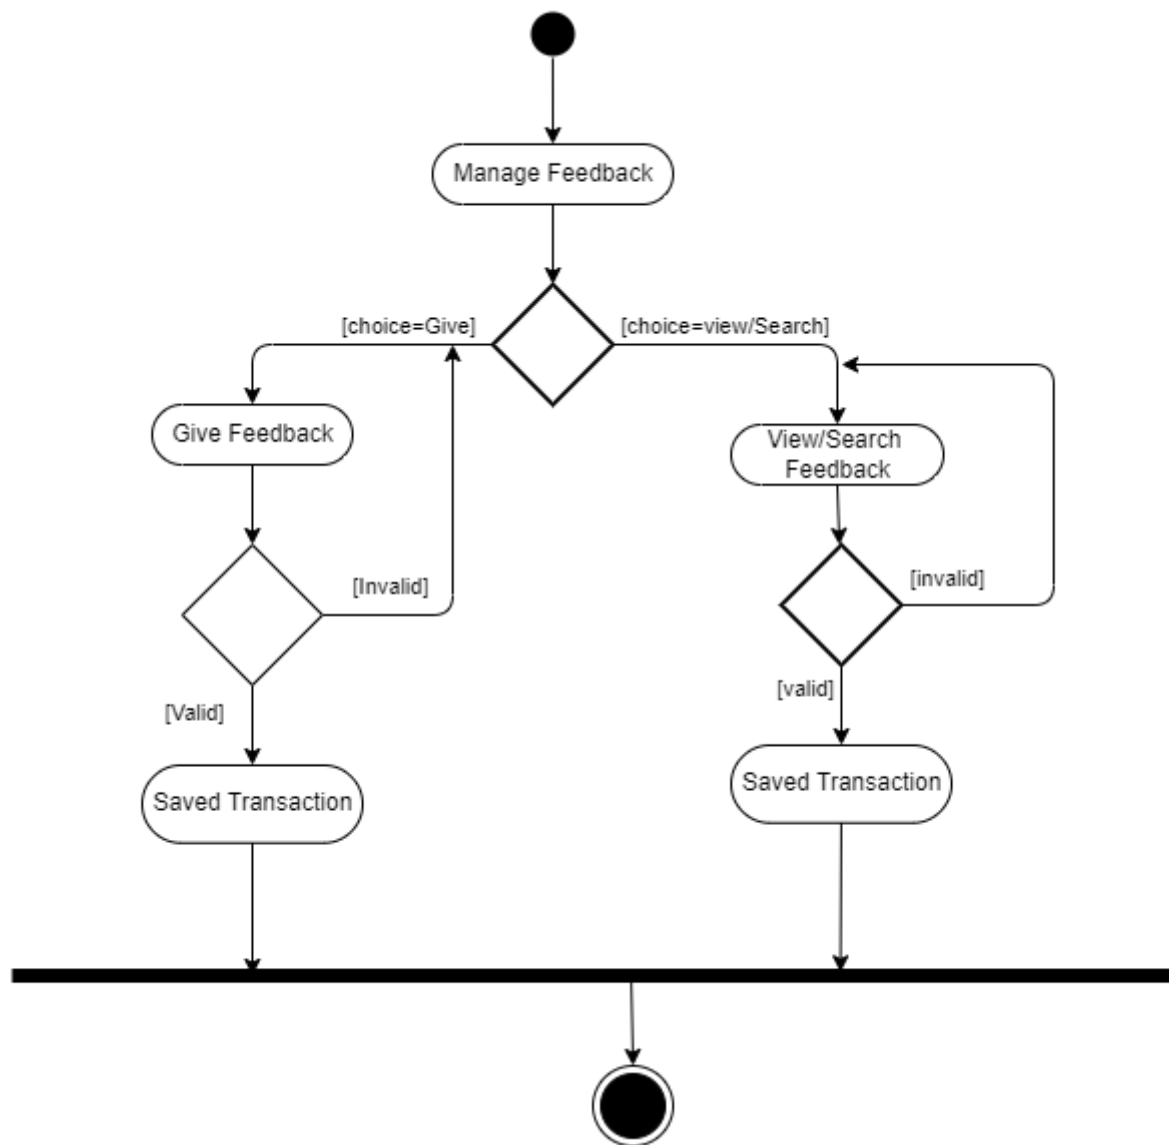 Manage Feedback
[choice=Give]
[choice=view/Search]
Give Feedback
View/Search
Feedback
[Invalid]
[invalid]
[Valid]
[valid]
Saved Transaction
Saved Transaction